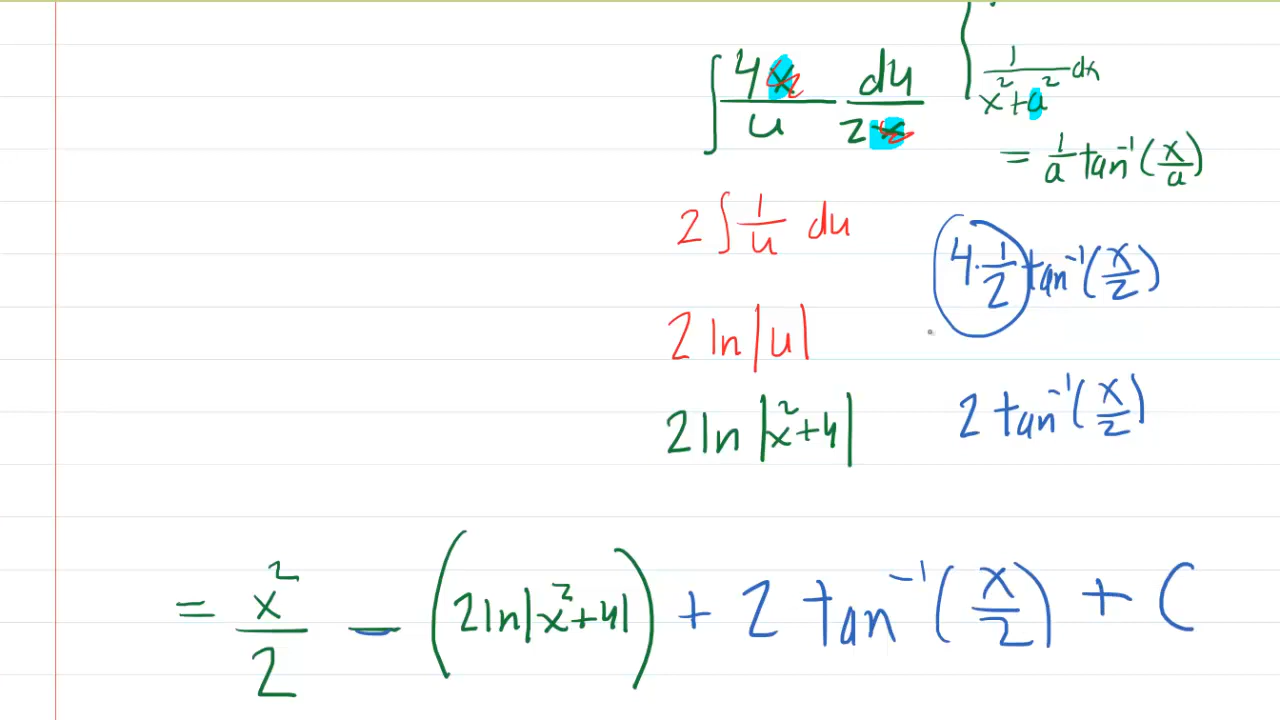 ∫ 4x/u du/2x
∫ 1/(x²+a²) dx
= 1/a tan⁻¹(x/a)
2 ∫ 1/u du
4·1/2 tan⁻¹(x/2)
2 ln|u|
2 ln|x²+4|
2 tan⁻¹(x/2)
= x²/2 − (2 ln|x²+4|) + 2 tan⁻¹(x/2) + C